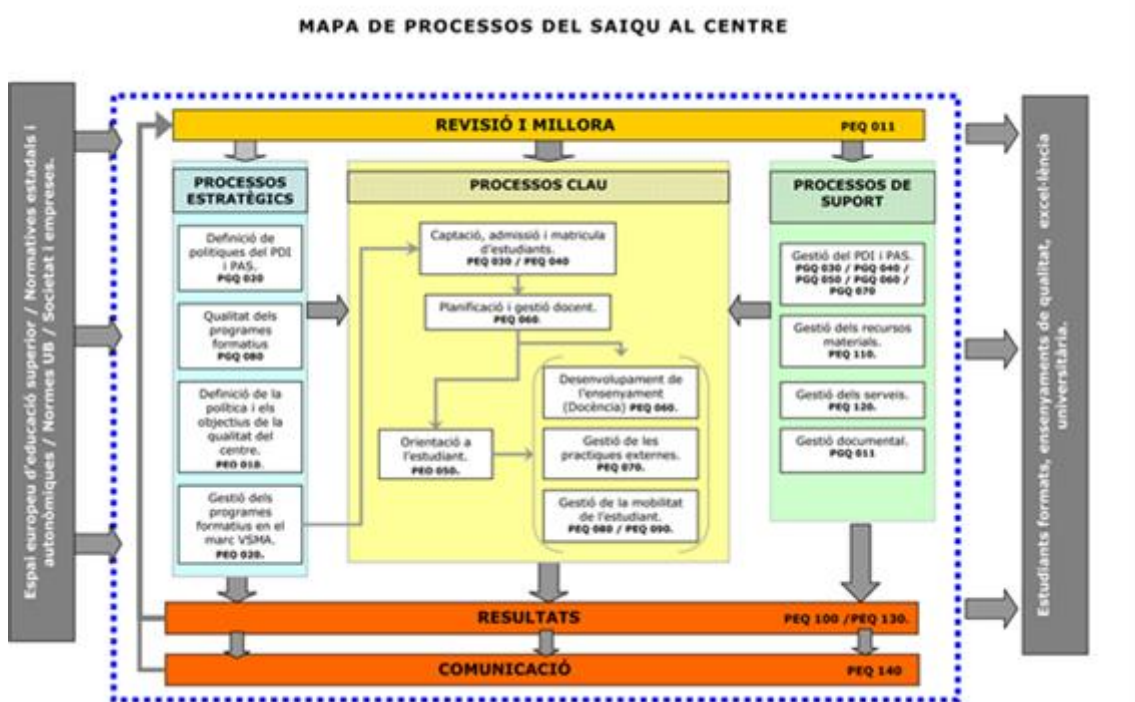 MAPA DE PROCESSOS DEL SAIQU AL CENTRE
Espai europeu d'educació superior / Normatives estadals i
autonòmiques / Normes UB / Societat i empreses.
REVISIÓ I MILLORA
PEQ 011
PROCESSOS
ESTRATÈGICS
Definició de
politiques del PDI
i PAS.
PGQ 020
Qualitat dels
programes
formatius
PGQ 080
Definició de la
política i els
objectius de la
qualitat del
centre.
PEO 010.
Gestió dels
programes
formatius en el
marc VSMA.
PEO 020.
PROCESSOS CLAU
Captació, admissió i matricula
d'estudiants.
PEQ 030 / PEQ 040
Planificació i gestió docent.
PEQ 060.
Desenvolupament de
l'ensenyament
(Docència) PEQ 060.
Orientació a
l'estudiant.
PEO 050.
Gestió de les
practiques externes.
PEQ 070.
Gestió de la mobilitat
de l'estudiant.
PEQ 080 / PEQ 090.
PROCESSOS DE
SUPORT
Gestió del PDI i PAS.
PGQ 030 / PGQ 040 /
PGQ 050 / PGQ 060 /
PGQ 070
Gestió dels recursos
materials.
PEQ 110.
Gestió dels serveis.
PEQ 120.
Gestió documental.
PGQ 011
RESULTATS
PEQ 100 /PEQ 130.
COMUNICACIÓ
PEQ 140
Estudiants formats, ensenyaments de qualitat, excel·lència
universitària.